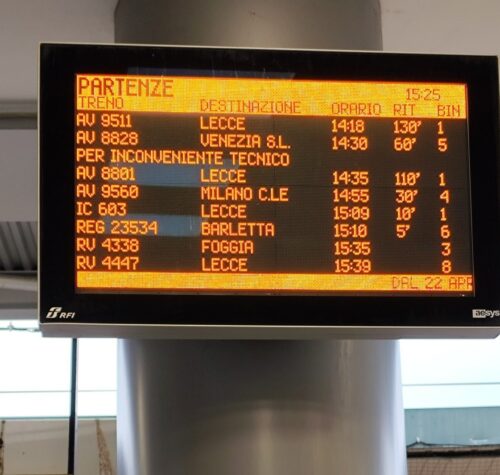 PARTENZE 15:25
TRENO DESTINAZIONE ORARIO RIT BIN
AV 9511 LECCE 14:18 130' 1
AV 8828 VENEZIA S.L. 14:30 60' 5
PER INCONVENIENTE TECNICO
AV 8801 LECCE 14:35 110' 1
AV 9560 MILANO C.LE 14:55 30' 4
IC 603 LECCE 15:09 10' 1
REG 23534 BARLETTA 15:10 5' 6
RV 4338 FOGGIA 15:35 3
RV 4447 LECCE 15:39 8
DAL 22 APR
RFI aesys